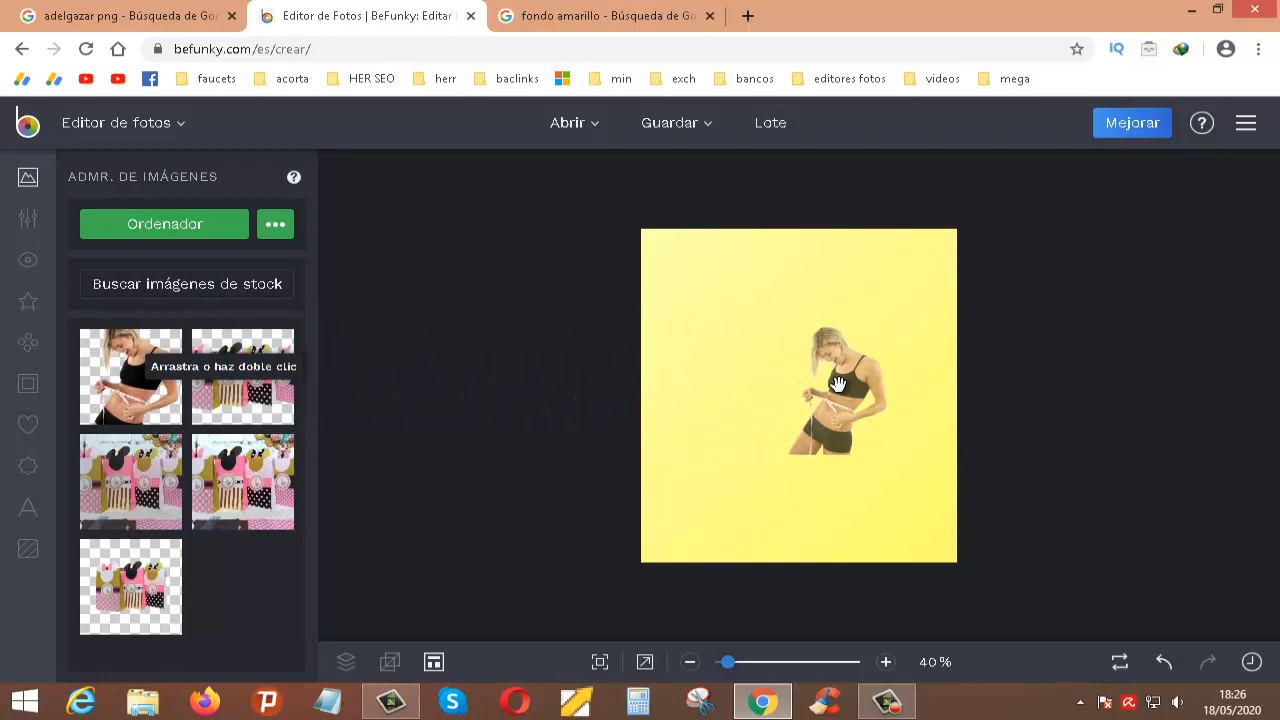 adelgazar png - Búsqueda de Goo
Editor de Fotos | BeFunky: Editar
fondo amarillo - Búsqueda de Go
befunky.com/es/crear/
IQ
faucets
acorta
HER SEO
herr
baclinks
min
exch
bancos
editores fotos
videos
mega
Editor de fotos
Abrir
Guardar
Lote
Mejorar
?
ADMR. DE IMÁGENES
?
Ordenador
Buscar imágenes de stock
Arrastra o haz doble clic
40 %
18:26
18/05/2020